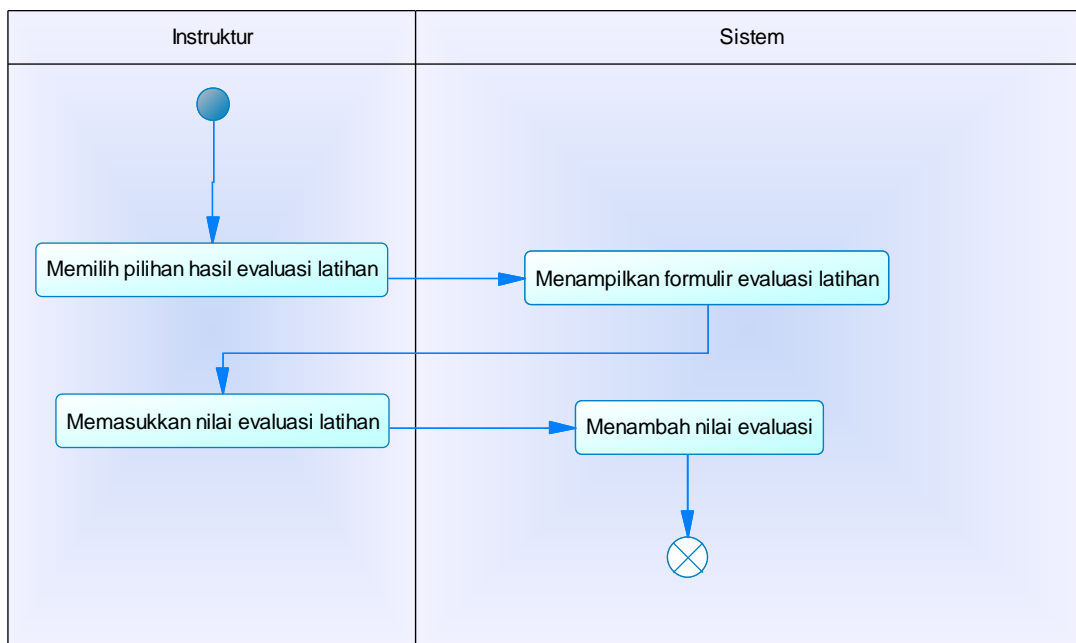 Instruktur
Sistem
Memilih pilihan hasil evaluasi latihan
Menampilkan formulir evaluasi latihan
Memasukkan nilai evaluasi latihan
Menambah nilai evaluasi